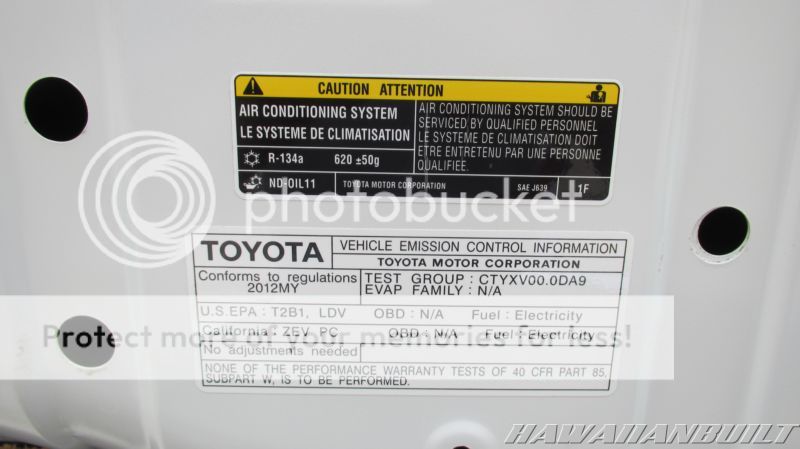 CAUTION ATTENTION
AIR CONDITIONING SYSTEM
LE SYSTEME DE CLIMATISATION
R-134a 620 ±50g
ND-OIL11 TOYOTA MOTOR CORPORATION
AIR CONDITIONING SYSTEM SHOULD BE
SERVICED BY QUALIFIED PERSONNEL
LE SYSTEME DE CLIMATISATION DOIT
ETRE ENTRETENU PAR UNE PERSONNE
QUALIFIEE.
SAE J639 1F
photobucket
TOYOTA
VEHICLE EMISSION CONTROL INFORMATION
TOYOTA MOTOR CORPORATION
Conforms to regulations
2012MY
TEST GROUP : CTYXV00.0DA9
EVAP FAMILY : N/A
U.S.EPA : T2B1, LDV OBD : N/A Fuel : Electricity
California : ZEV PC OBD : N/A Fuel : Electricity
Protect more of your memories for less!
No adjustments needed
NONE OF THE PERFORMANCE WARRANTY TESTS OF 40 CFR PART 85,
SUBPART W, IS TO BE PERFORMED.
HAWAIIANBUILT